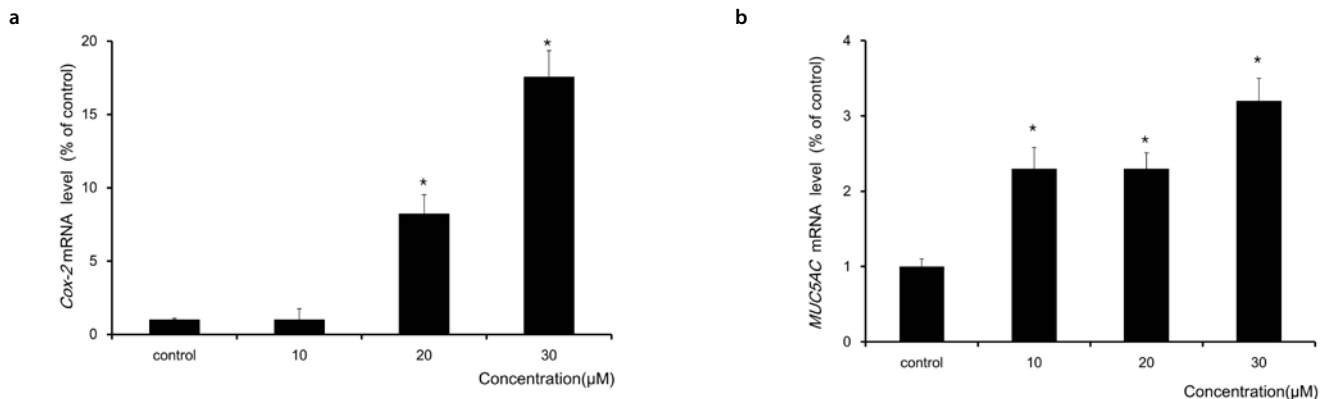 a
Cox-2 mRNA level (% of control)
20
15
10
5
0
*
*
control 10 20 30
Concentration(μM)
b
MUC5AC mRNA level (% of control)
4
3
2
1
0
*
*
*
control 10 20 30
Concentration(μM)